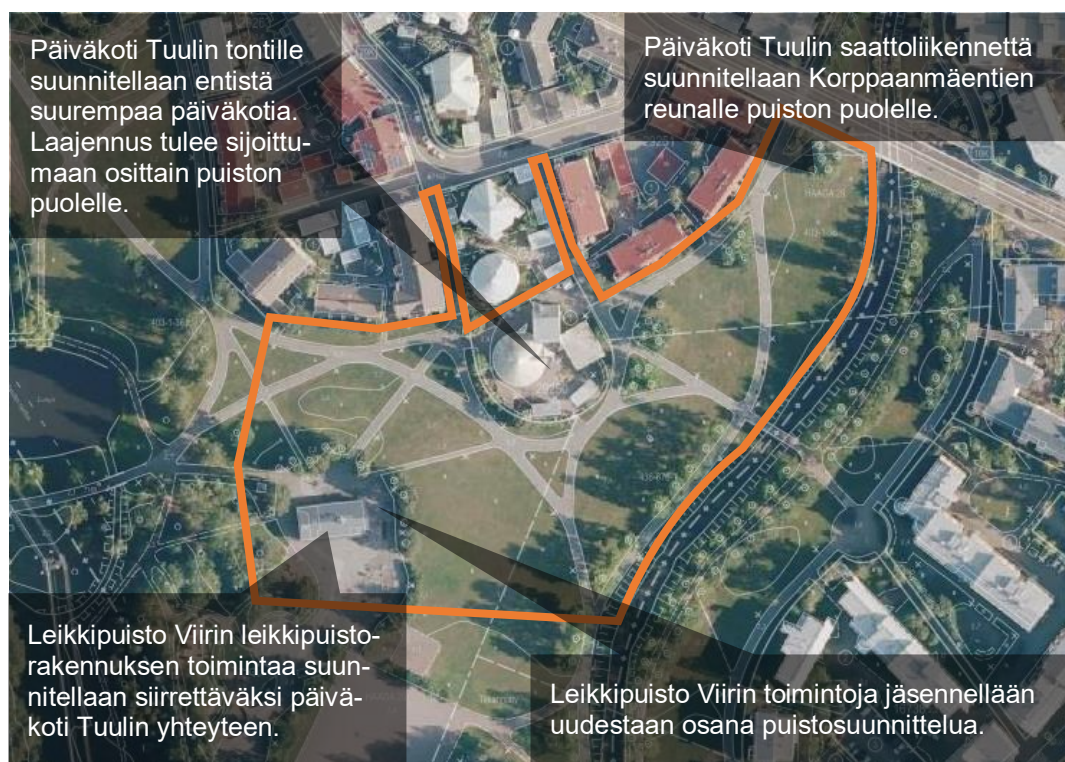 Päiväkoti Tuulin tontille
suunnitellaan entistä
suurempaa päiväkotia.
Laajennus tulee sijoittu-
maan osittain puiston
puolelle.
Päiväkoti Tuulin saattoliikennettä
suunnitellaan Korppaanmäentien
reunalle puiston puolelle.
Leikkipuisto Viirin leikkipuisto-
rakennuksen toimintaa suun-
nitellaan siirrettäväksi päivä-
koti Tuulin yhteyteen.
Leikkipuisto Viirin toimintoja jäsennellään
uudestaan osana puistosuunnittelua.